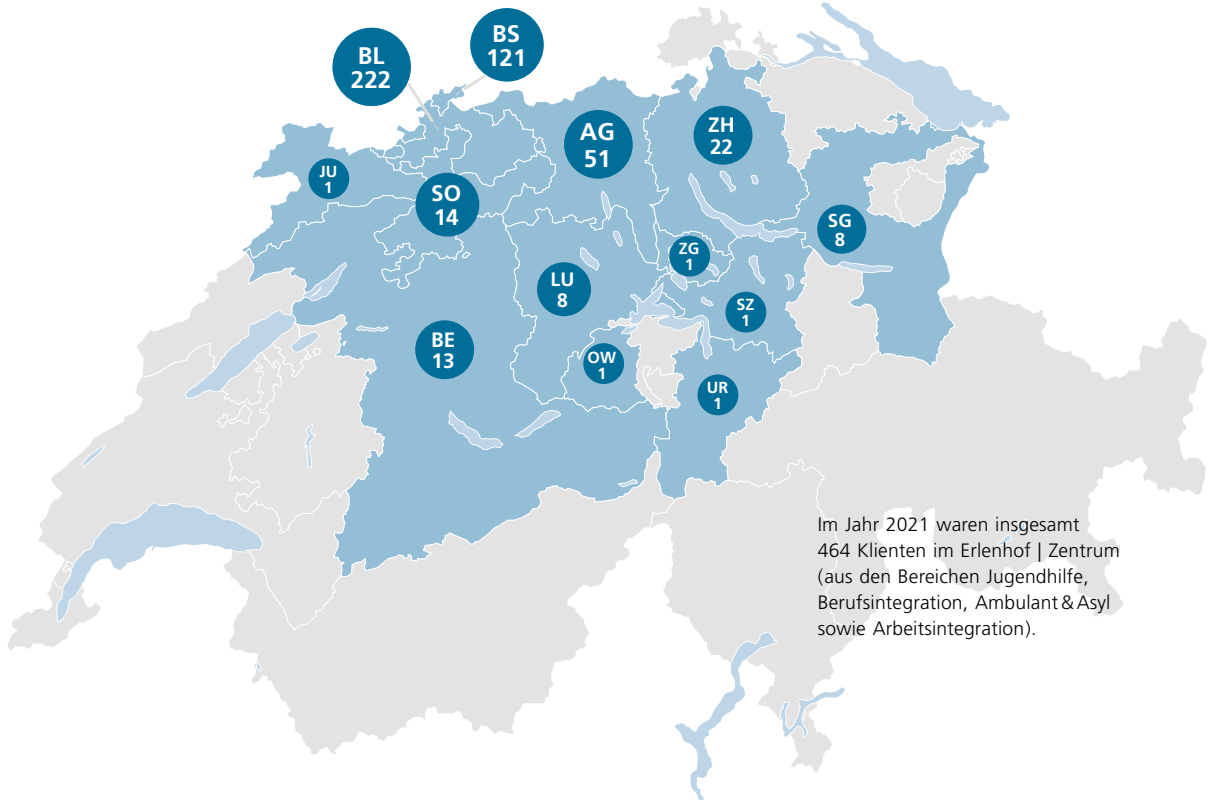 BS
121
BL
222
AG
51
ZH
22
JU
1
SO
14
SG
8
ZG
1
LU
8
SZ
1
BE
13
OW
1
UR
1
Im Jahr 2021 waren insgesamt
464 Klienten im Erlenhof | Zentrum
(aus den Bereichen Jugendhilfe,
Berufsintegration, Ambulant & Asyl
sowie Arbeitsintegration).